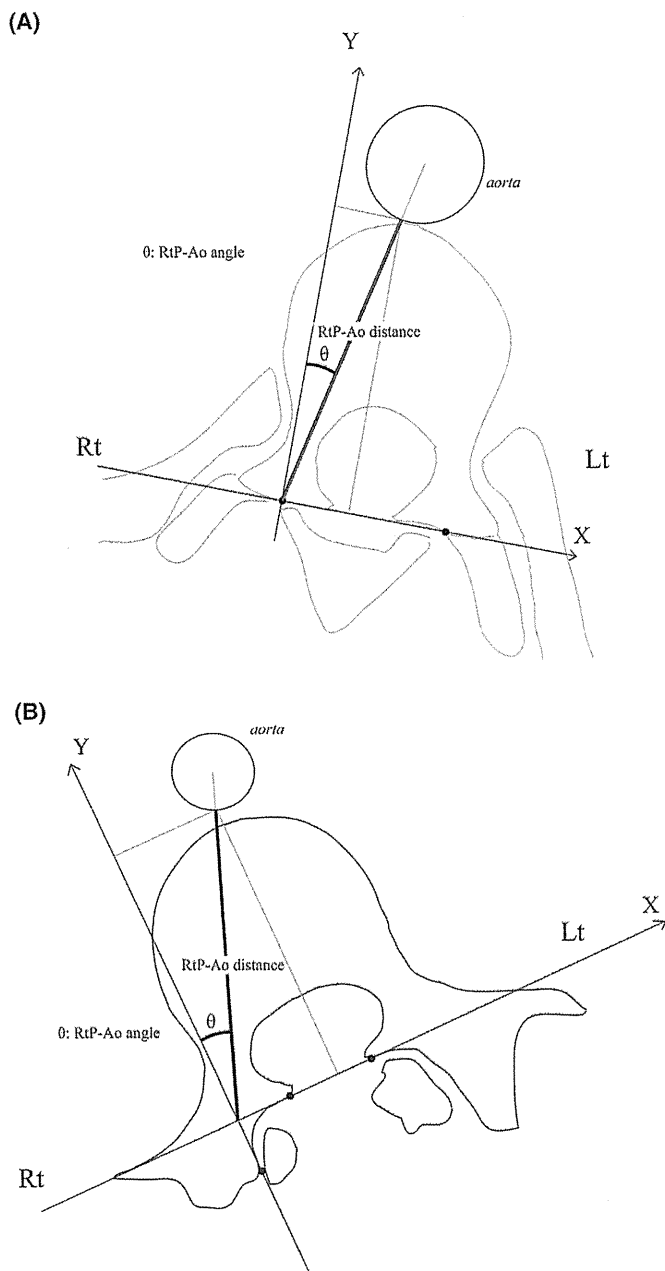 (A)
Y
aorta
θ: RtP-Ao angle
RtP-Ao distance
θ
Rt
Lt
X
(B)
Y
aorta
X
Lt
RtP-Ao distance
θ
θ: RtP-Ao angle
Rt